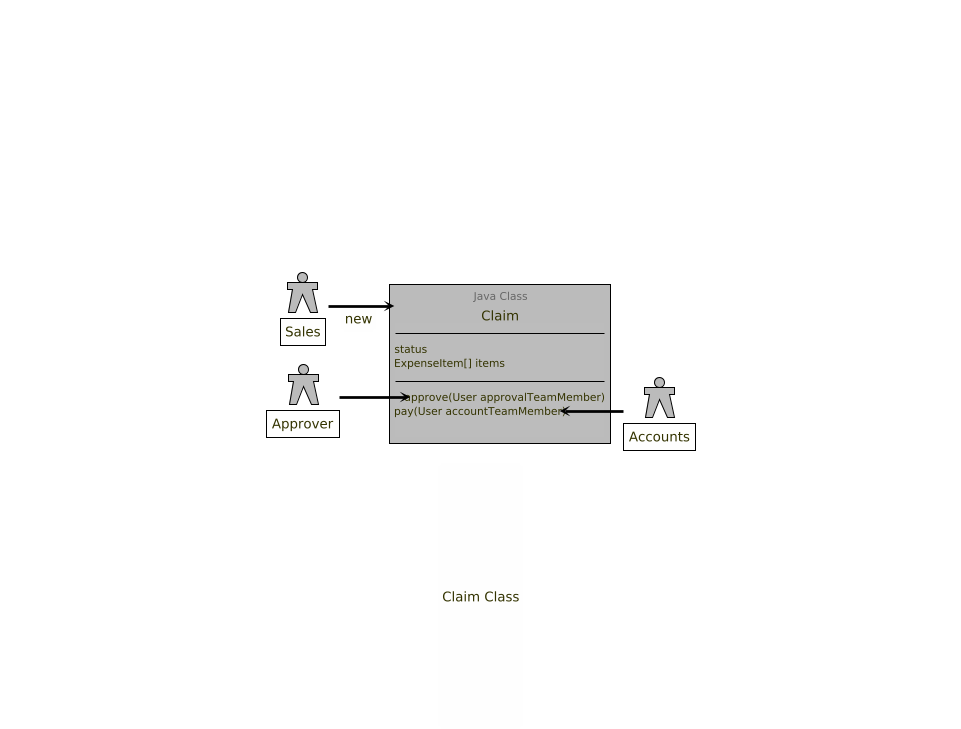 Java Class
Claim
new
Sales
status
ExpenseItem[] items
approve(User approvalTeamMember)
pay(User accountTeamMember)
Approver
Accounts
Claim Class